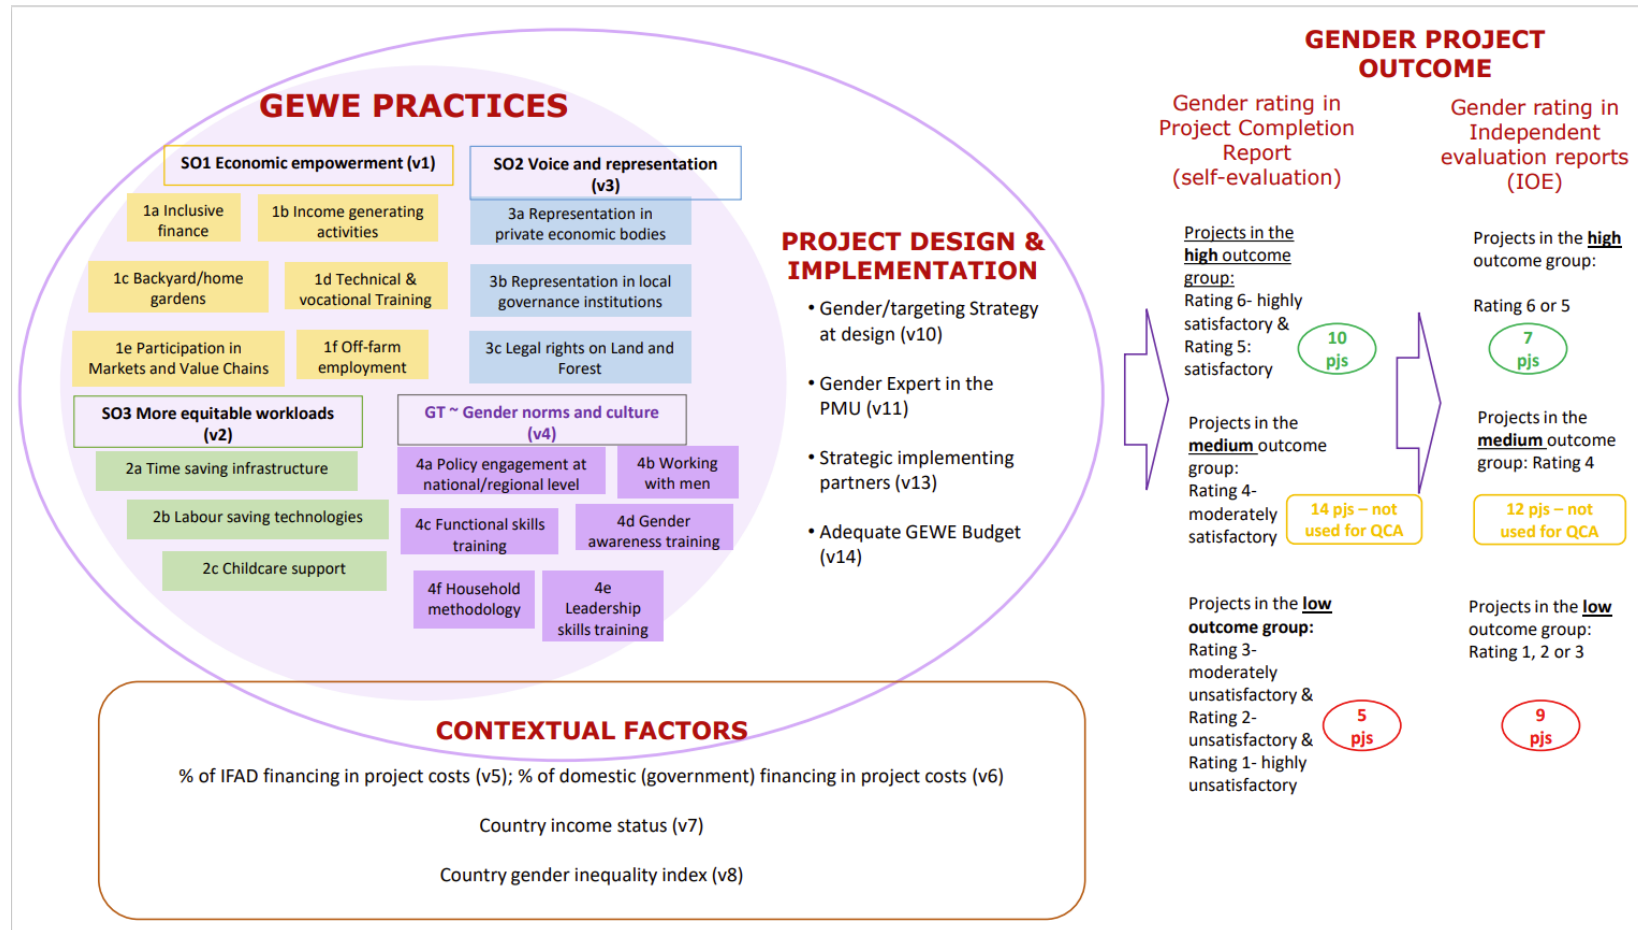 GEWE PRACTICES
SO1 Economic empowerment (v1)
1a Inclusive
finance
1b Income generating
activities
1c Backyard/home
gardens
1d Technical &
vocational Training
1e Participation in
Markets and Value Chains
1f Off-farm
employment
SO2 Voice and representation
(v3)
3a Representation in
private economic bodies
3b Representation in local
governance institutions
3c Legal rights on Land and
Forest
SO3 More equitable workloads
(v2)
2a Time saving infrastructure
2b Labour saving technologies
2c Childcare support
GT ~ Gender norms and culture
(v4)
4a Policy engagement at
national/regional level
4b Working
with men
4c Functional skills
training
4d Gender
awareness training
4f Household
methodology
4e
Leadership
skills training
PROJECT DESIGN &
IMPLEMENTATION
• Gender/targeting Strategy
at design (v10)
• Gender Expert in the
PMU (v11)
• Strategic implementing
partners (v13)
• Adequate GEWE Budget
(v14)
CONTEXTUAL FACTORS
% of IFAD financing in project costs (v5); % of domestic (government) financing in project costs (v6)
Country income status (v7)
Country gender inequality index (v8)
GENDER PROJECT
OUTCOME
Gender rating in
Project Completion
Report
(self-evaluation)
Projects in the
high outcome
group:
Rating 6- highly
satisfactory &
Rating 5:
satisfactory
10
pjs
Projects in the
medium outcome
group:
Rating 4-
moderately
satisfactory
14 pjs – not
used for QCA
Projects in the low
outcome group:
Rating 3-
moderately
unsatisfactory &
Rating 2-
unsatisfactory &
Rating 1- highly
unsatisfactory
5
pjs
Gender rating in
Independent
evaluation reports
(IOE)
Projects in the high
outcome group:
Rating 6 or 5
7
pjs
Projects in the
medium outcome
group: Rating 4
12 pjs – not
used for QCA
Projects in the low
outcome group:
Rating 1, 2 or 3
9
pjs